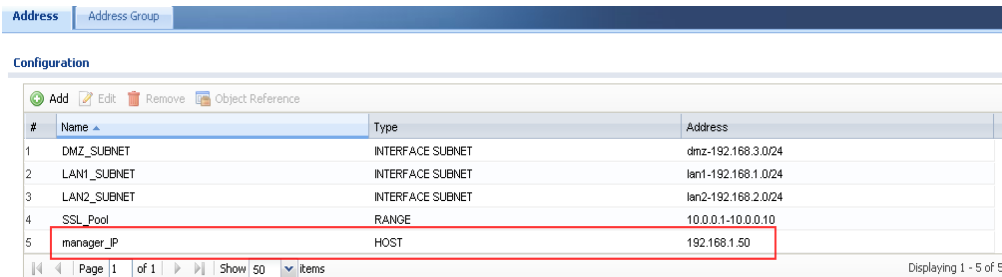 Address Address Group
Configuration
Add Edit Remove Object Reference
# Name Type Address
1 DMZ_SUBNET INTERFACE SUBNET dmz-192.168.3.0/24
2 LAN1_SUBNET INTERFACE SUBNET lan1-192.168.1.0/24
3 LAN2_SUBNET INTERFACE SUBNET lan2-192.168.2.0/24
4 SSL_Pool RANGE 10.0.0.1-10.0.0.10
5 manager_IP HOST 192.168.1.50
Page 1 of 1 Show 50 items Displaying 1 - 5 of 5